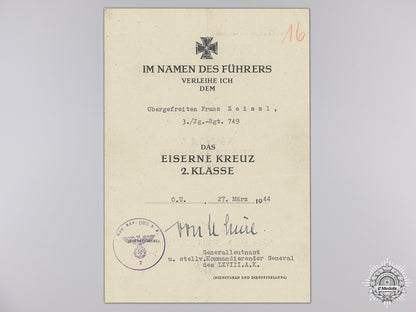 16
IM NAMEN DES FÜHRERS
VERLEIHE ICH
DEM
Obergefreiten Franz Zeissl,
3./Jg.-Rgt. 749
DAS
EISERNE KREUZ
2. KLASSE
O.U. 27. März 1944
Generalleutnant
u. stellv. Kommandierender General
des LXVIII.A.K.
(DIENSTGRAD UND DIENSTSTELLUNG)